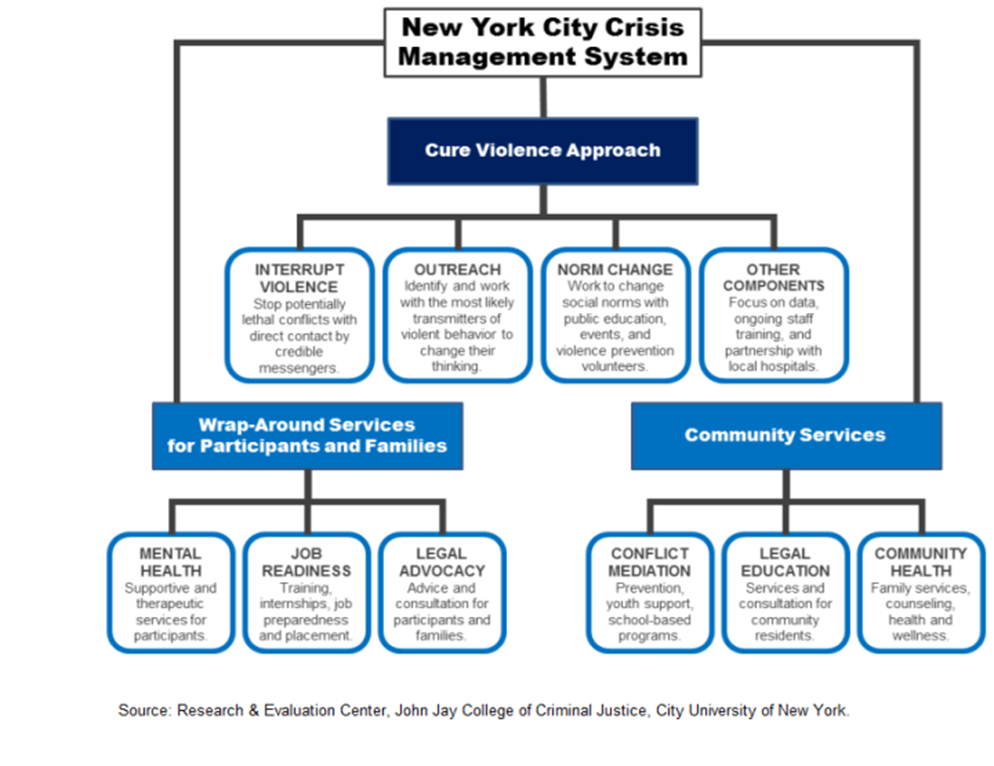 New York City Crisis
Management System
Cure Violence Approach
INTERRUPT
VIOLENCE
Stop potentially
lethal conflicts with
direct contact by
credible
messengers.
OUTREACH
Identify and work
with the most likely
transmitters of
violent behavior to
change their
thinking.
NORM CHANGE
Work to change
social norms with
public education,
events, and
violence prevention
volunteers.
OTHER
COMPONENTS
Focus on data,
ongoing staff
training, and
partnership with
local hospitals.
Wrap-Around Services
for Participants and Families
MENTAL
HEALTH
Supportive and
therapeutic
services for
participants.
JOB
READINESS
Training,
internships, job
preparedness
and placement.
LEGAL
ADVOCACY
Advice and
consultation for
participants and
families.
Community Services
CONFLICT
MEDIATION
Prevention,
youth support,
school-based
programs.
LEGAL
EDUCATION
Services and
consultation for
community
residents.
COMMUNITY
HEALTH
Family services,
counseling,
health and
wellness.
Source: Research & Evaluation Center, John Jay College of Criminal Justice, City University of New York.